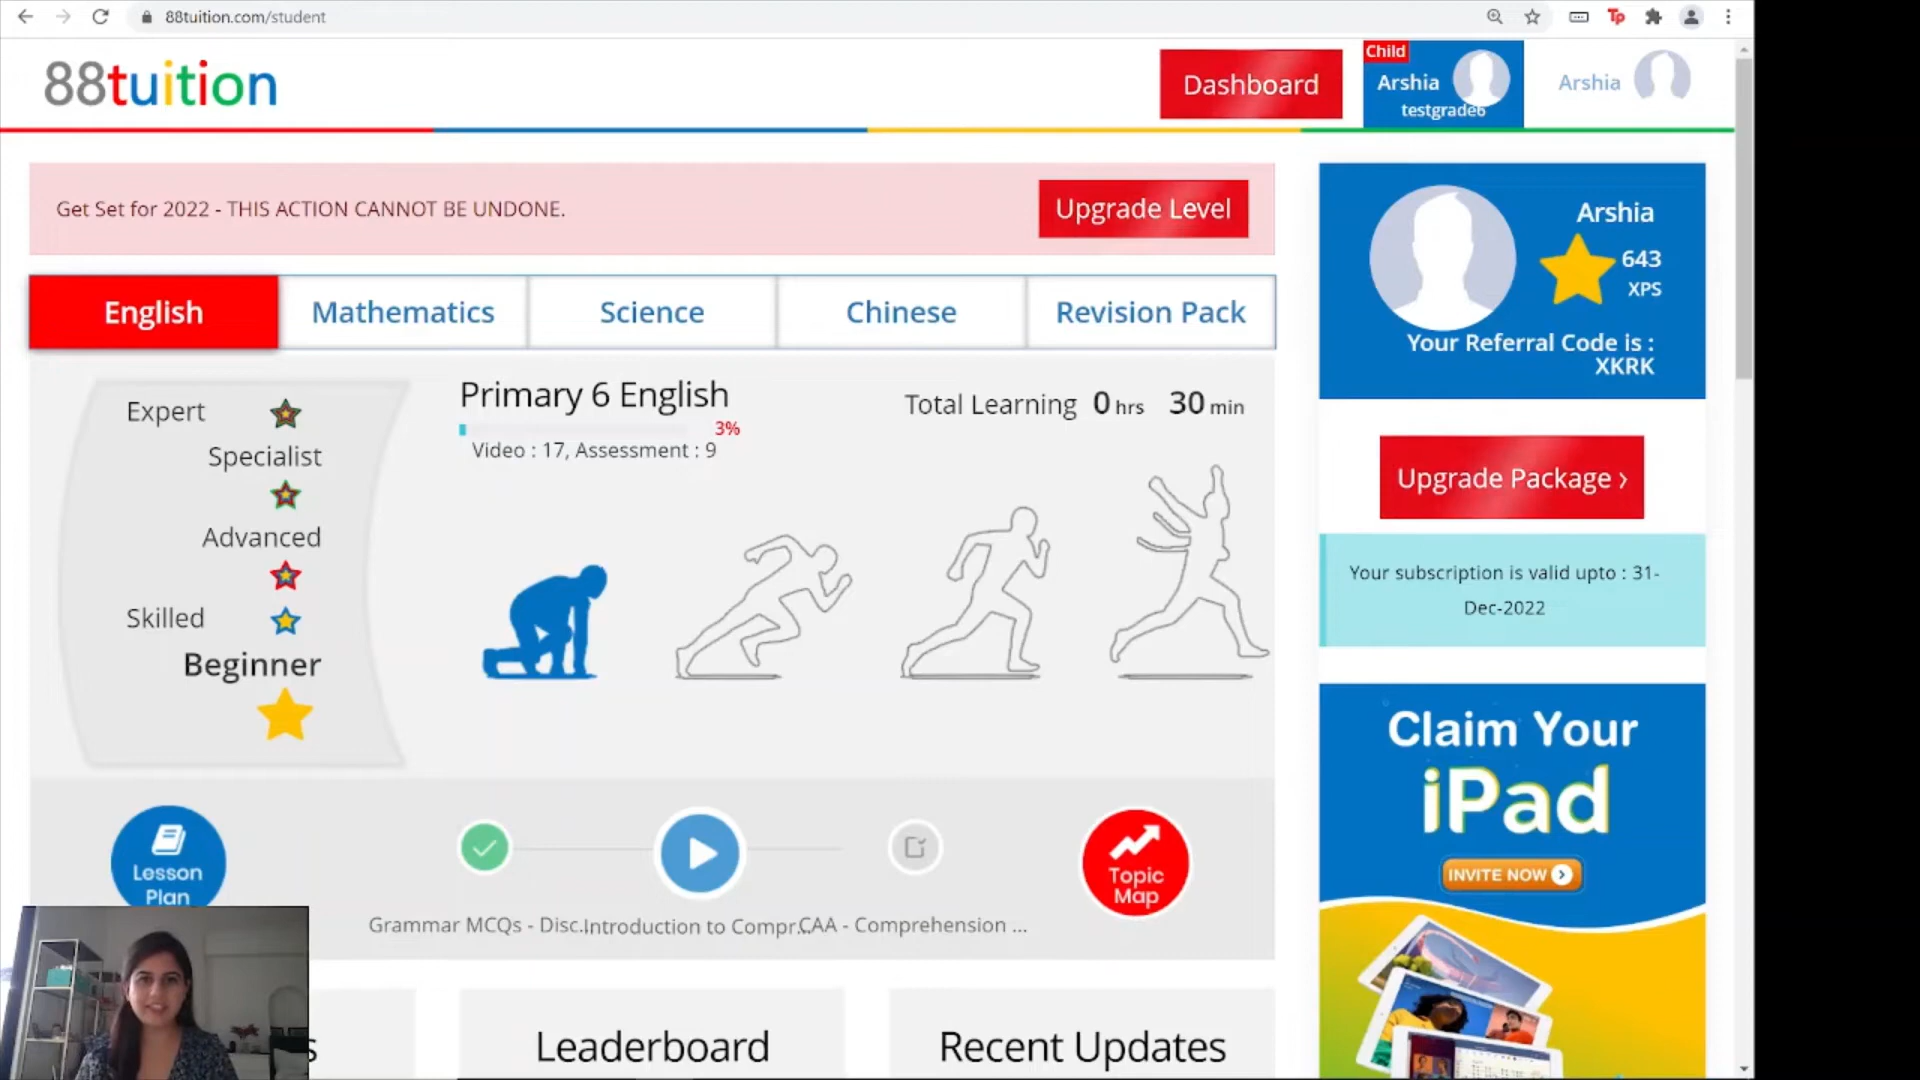 88tuition.com/student
Tp
88tuition
Dashboard
Child
Arshia
testgrade6
Arshia
Get Set for 2022 - THIS ACTION CANNOT BE UNDONE.
Upgrade Level
English
Mathematics
Science
Chinese
Revision Pack
Expert
Specialist
Advanced
Skilled
Beginner
Primary 6 English
3%
Video : 17, Assessment : 9
Total Learning 0 hrs 30 min
Arshia
643
XPS
Your Referral Code is :
XKRK
Upgrade Package ›
Your subscription is valid upto : 31-
Dec-2022
Claim Your
iPad
INVITE NOW
Lesson
Plan
Topic
Map
Grammar MCQs - Disc...
Introduction to Compr...
CAA - Comprehension ...
s
Leaderboard
Recent Updates